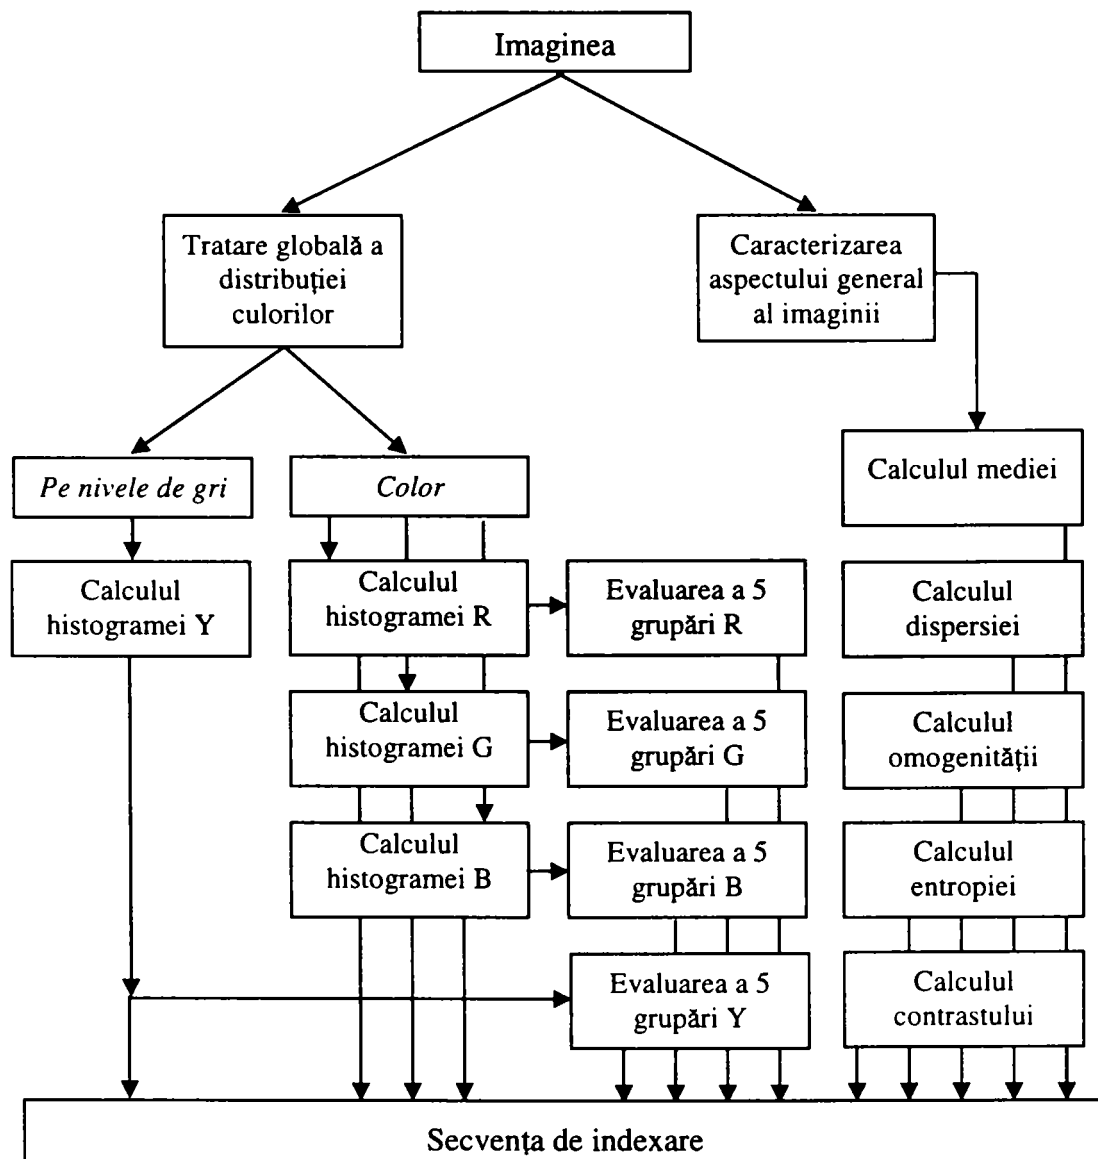 Imaginea
Tratare globală a
distribuției
culorilor
Caracterizarea
aspectului general
al imaginii
Pe nivele de gri
Color
Calculul mediei
Calculul
histogramei Y
Calculul
histogramei R
Evaluarea a 5
grupări R
Calculul
dispersiei
Calculul
histogramei G
Evaluarea a 5
grupări G
Calculul
omogenității
Calculul
histogramei B
Evaluarea a 5
grupări B
Calculul
entropiei
Evaluarea a 5
grupări Y
Calculul
contrastului
Secvența de indexare